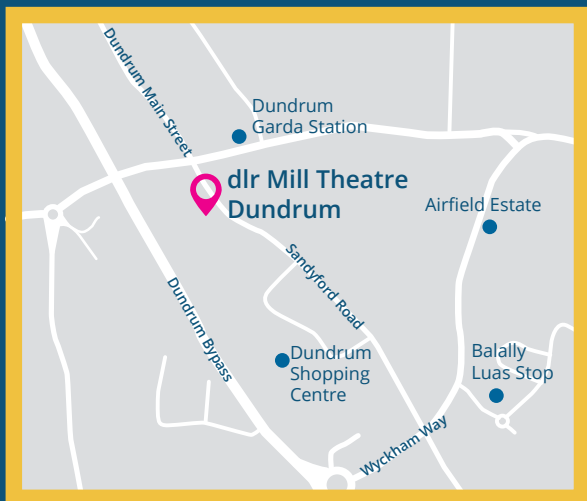 Dundrum Main Street
Dundrum
Garda Station
dlr Mill Theatre
Dundrum
Airfield Estate
Sandyford Road
Dundrum Bypass
Dundrum
Shopping
Centre
Balally
Luas Stop
Wyckham Way